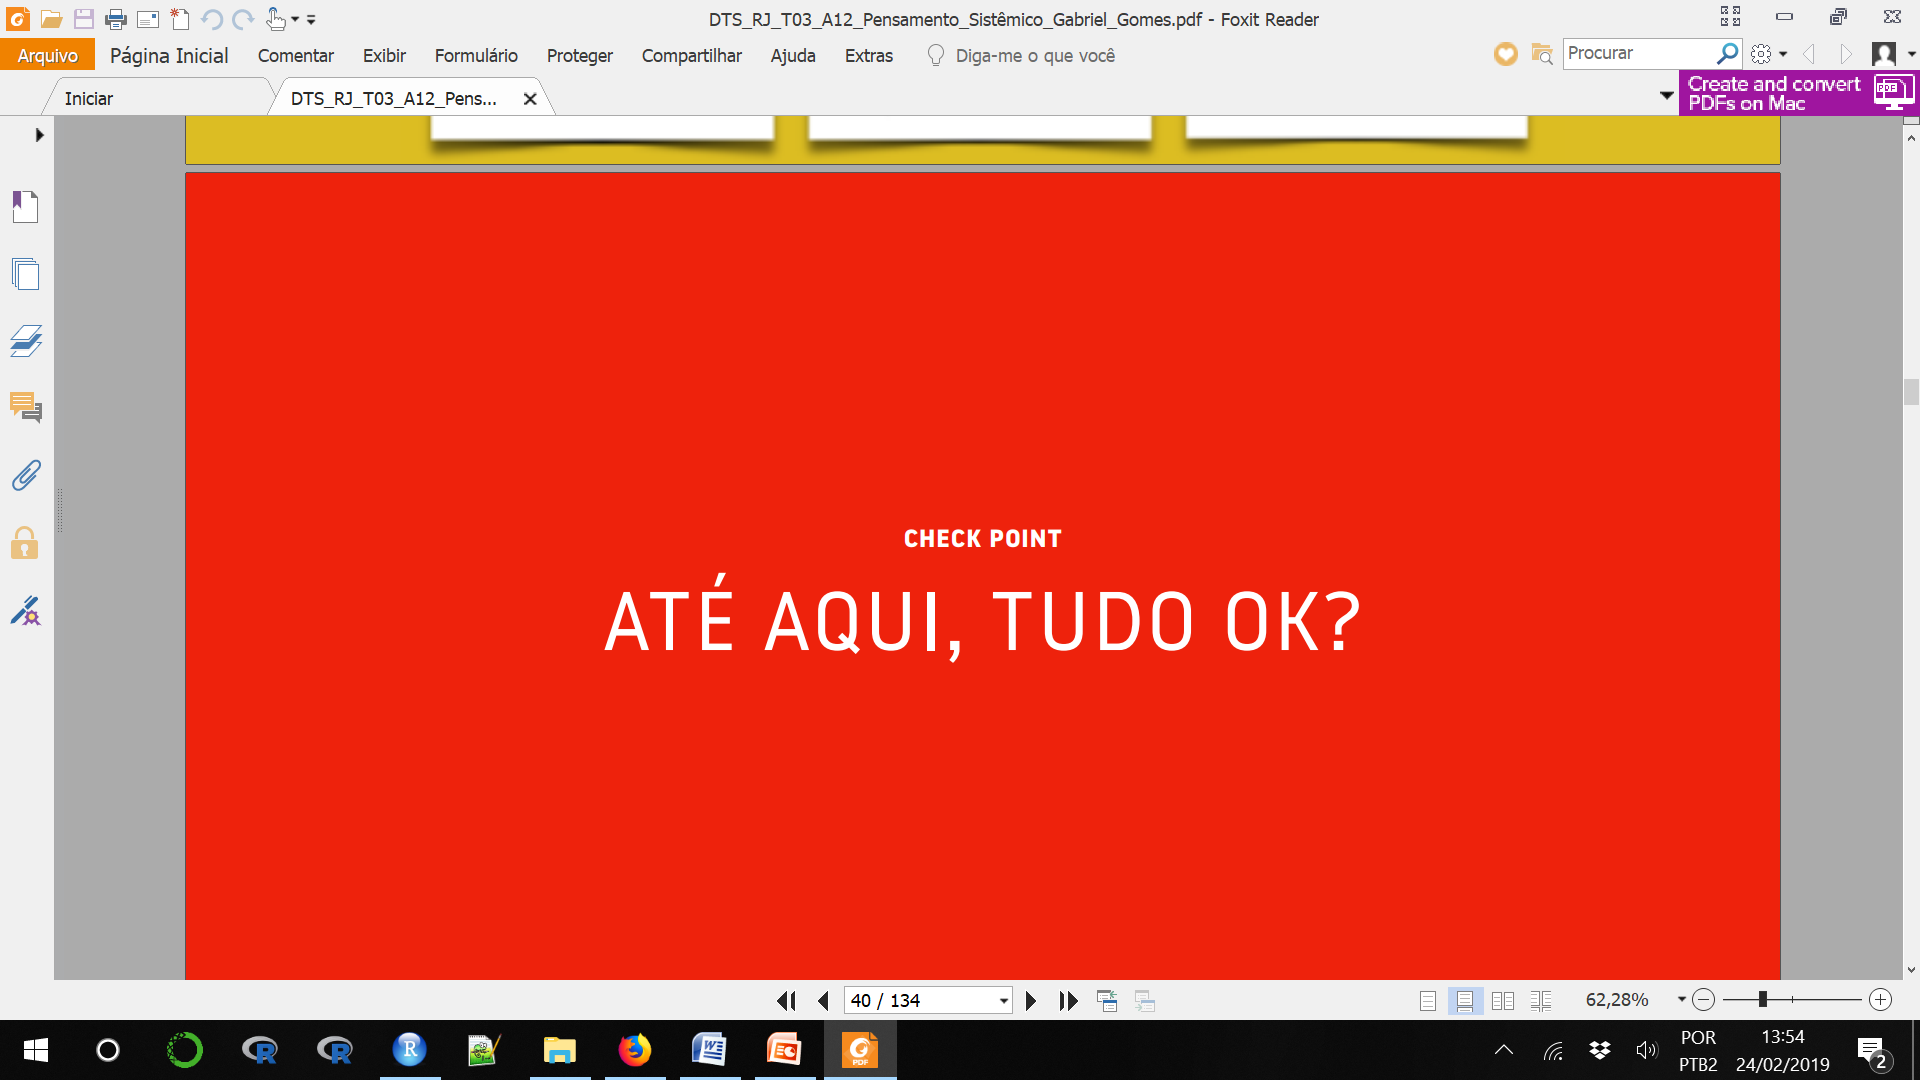 DTS_RJ_T03_A12_Pensamento_Sistêmico_Gabriel_Gomes.pdf - Foxit Reader
Arquivo Página Inicial Comentar Exibir Formulário Proteger Compartilhar Ajuda Extras Diga-me o que você Procurar
Iniciar DTS_RJ_T03_A12_Pens...
Create and convert
PDFs on Mac
PDF
CHECK POINT
ATÉ AQUI, TUDO OK?
40 / 134 62,28%
POR 13:54
PTB2 24/02/2019 2